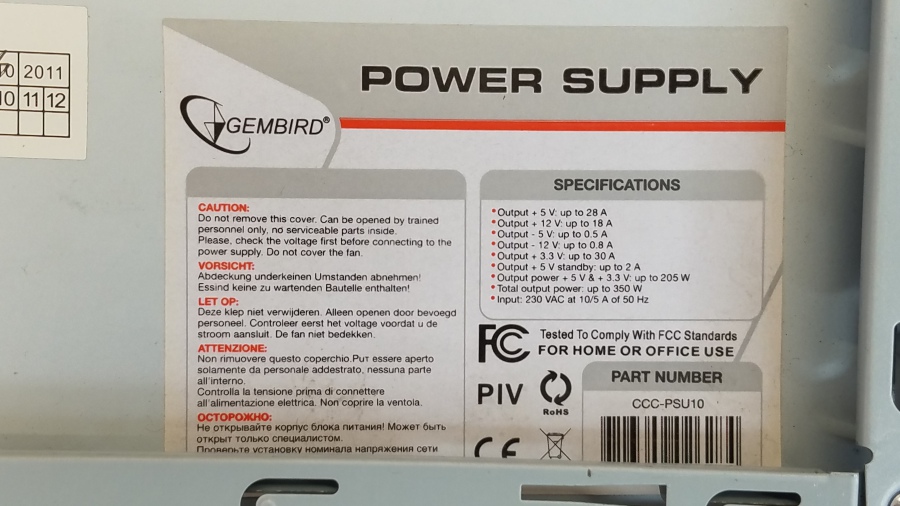 2011
10 11 12
POWER SUPPLY
GEMBIRD®
CAUTION:
Do not remove this cover. Can be opened by trained
personnel only, no serviceable parts inside.
Please, check the voltage first before connecting to the
power supply. Do not cover the fan.
VORSICHT:
Abdeckung underkeinen Umstanden abnehmen!
Essind keine zu wartenden Bautelle enthalten!
LET OP:
Deze klep niet verwijderen. Alleen openen door bevoegd
personeel. Controleer eerst het voltage voordat u de
stroom aansluit. De fan niet bedekken.
ATTENZIONE:
Non rimuovere questo coperchio.Puт essere aperto
solamente da personale addestrato, nessuna parte
all'interno.
Controlla la tensione prima di connettere
all'alimentazione elettrica. Non coprire la ventola.
ОСТОРОЖНО:
Не открывайте корпус блока питания! Может быть
открыт только специалистом.
Проверьте установку номинала напряжения сети
SPECIFICATIONS
• Output + 5 V: up to 28 A
• Output + 12 V: up to 18 A
• Output - 5 V: up to 0.5 A
• Output - 12 V: up to 0.8 A
• Output + 3.3 V: up to 30 A
• Output + 5 V standby: up to 2 A
• Output power + 5 V & + 3.3 V: up to 205 W
• Total output power: up to 350 W
• Input: 230 VAC at 10/5 A of 50 Hz
FC Tested To Comply With FCC Standards
FOR HOME OR OFFICE USE
PIV
RoHS
CE
PART NUMBER
CCC-PSU10